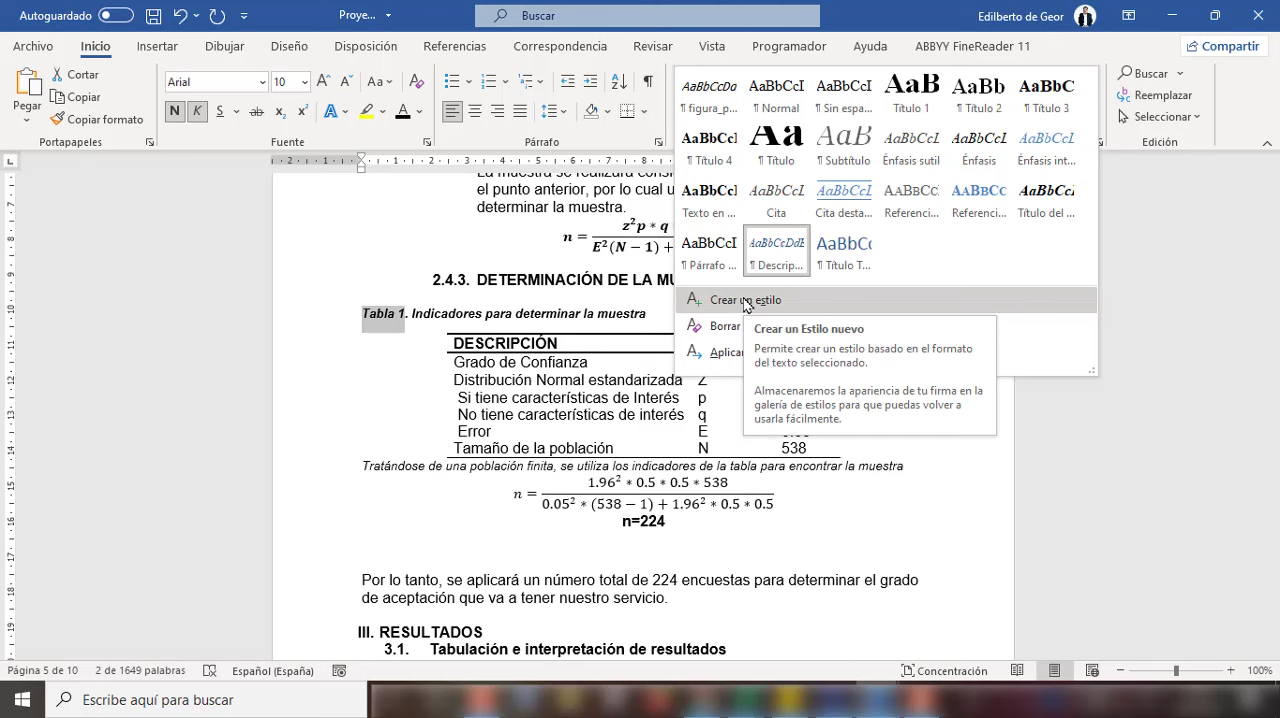 Autoguardado
Proye...
Buscar
Edilberto de Geor
Archivo Inicio Insertar Dibujar Diseño Disposición Referencias Correspondencia Revisar Vista Programador Ayuda ABBYY FineReader 11 Compartir
Pegar
Cortar
Copiar
Copiar formato
Portapapeles
Arial 10
N K S ab x₂ x²
Fuente
Párrafo
AaBbCcDd AaBbCcI AaBbCcI AaB AaBb AaBbC
¶ figura_p... ¶ Normal ¶ Sin espa... Título 1 ¶ Título 2 ¶ Título 3
AaBbCcI Aa AaB AaBbCcI AaBbCcI AaBbCcI
¶ Título 4 ¶ Título ¶ Subtítulo Énfasis sutil Énfasis Énfasis int...
AaBbCcI AaBbCcI AaBbCcI AABBCC AABBCC AaBbCcI
Texto en ... Cita Cita desta... Referenci... Referenci... Título del ...
AaBbCcI AaBbCcDdE AaBbCc
¶ Párrafo ... ¶ Descrip... ¶ Título T...
Crear un estilo
Borrar
Aplicar
Crear un Estilo nuevo
Permite crear un estilo basado en el formato
del texto seleccionado.
Almacenaremos la apariencia de tu firma en la
galería de estilos para que puedas volver a
usarla fácilmente.
Buscar
Reemplazar
Seleccionar
Edición
La muestra se realizará consi
el punto anterior, por lo cual u
determinar la muestra.
n = z²p * q * / E²(N − 1) +
2.4.3. DETERMINACIÓN DE LA MU
Tabla 1. Indicadores para determinar la muestra
DESCRIPCIÓN
Grado de Confianza
Distribución Normal estandarizada Z
Si tiene características de Interés p
No tiene características de interés q
Error E
Tamaño de la población N 538
Tratándose de una población finita, se utiliza los indicadores de la tabla para encontrar la muestra
n = 1.96² * 0.5 * 0.5 * 538 / 0.05² * (538 − 1) + 1.96² * 0.5 * 0.5
n=224
Por lo tanto, se aplicará un número total de 224 encuestas para determinar el grado
de aceptación que va a tener nuestro servicio.
III. RESULTADOS
3.1. Tabulación e interpretación de resultados
Página 5 de 10 2 de 1649 palabras Español (España) Concentración 100%
Escribe aquí para buscar